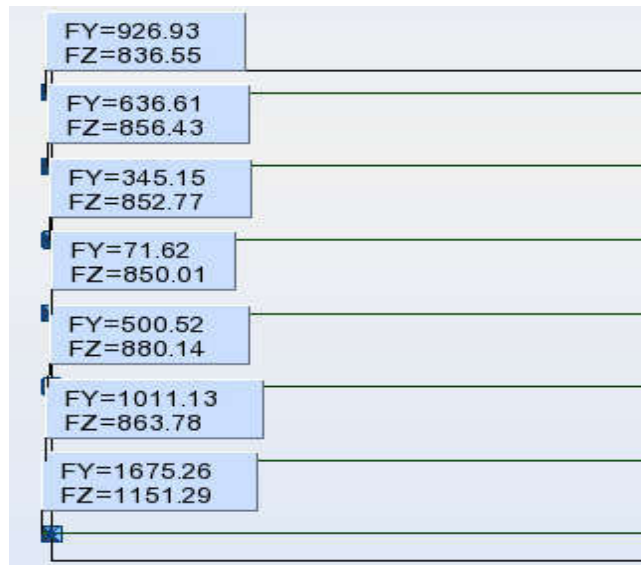 FY=926.93
FZ=836.55
FY=636.61
FZ=856.43
FY=345.15
FZ=852.77
FY=71.62
FZ=850.01
FY=500.52
FZ=880.14
FY=1011.13
FZ=863.78
FY=1675.26
FZ=1151.29